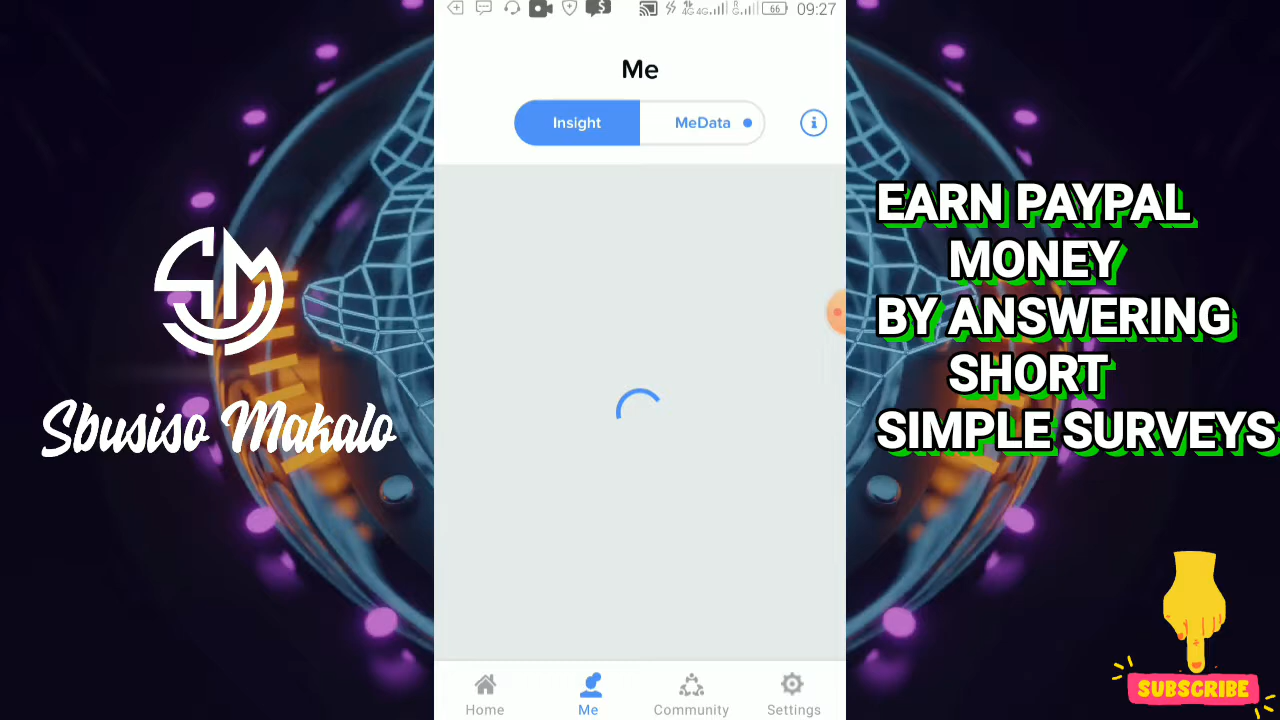 66 09:27
Me
Insight
MeData
Sbusiso Makalo
EARN PAYPAL
MONEY
BY ANSWERING
SHORT
SIMPLE SURVEYS
Home
Me
Community
Settings
SUBSCRIBE